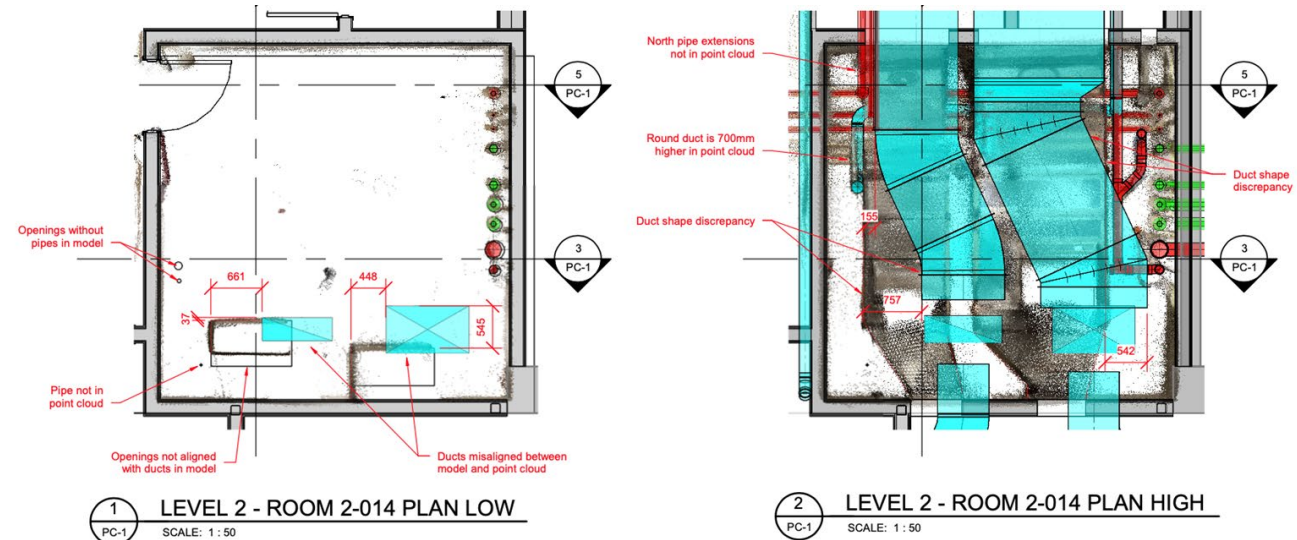 5
PC-1
3
PC-1
Openings without
pipes in model
661
448
37
545
Pipe not in
point cloud
Openings not aligned
with ducts in model
Ducts misaligned between
model and point cloud
1
PC-1
LEVEL 2 - ROOM 2-014 PLAN LOW
SCALE: 1 : 50
North pipe extensions
not in point cloud
5
PC-1
Round duct is 700mm
higher in point cloud
Duct shape
discrepancy
155
Duct shape discrepancy
3
PC-1
757
542
2
PC-1
LEVEL 2 - ROOM 2-014 PLAN HIGH
SCALE: 1 : 50